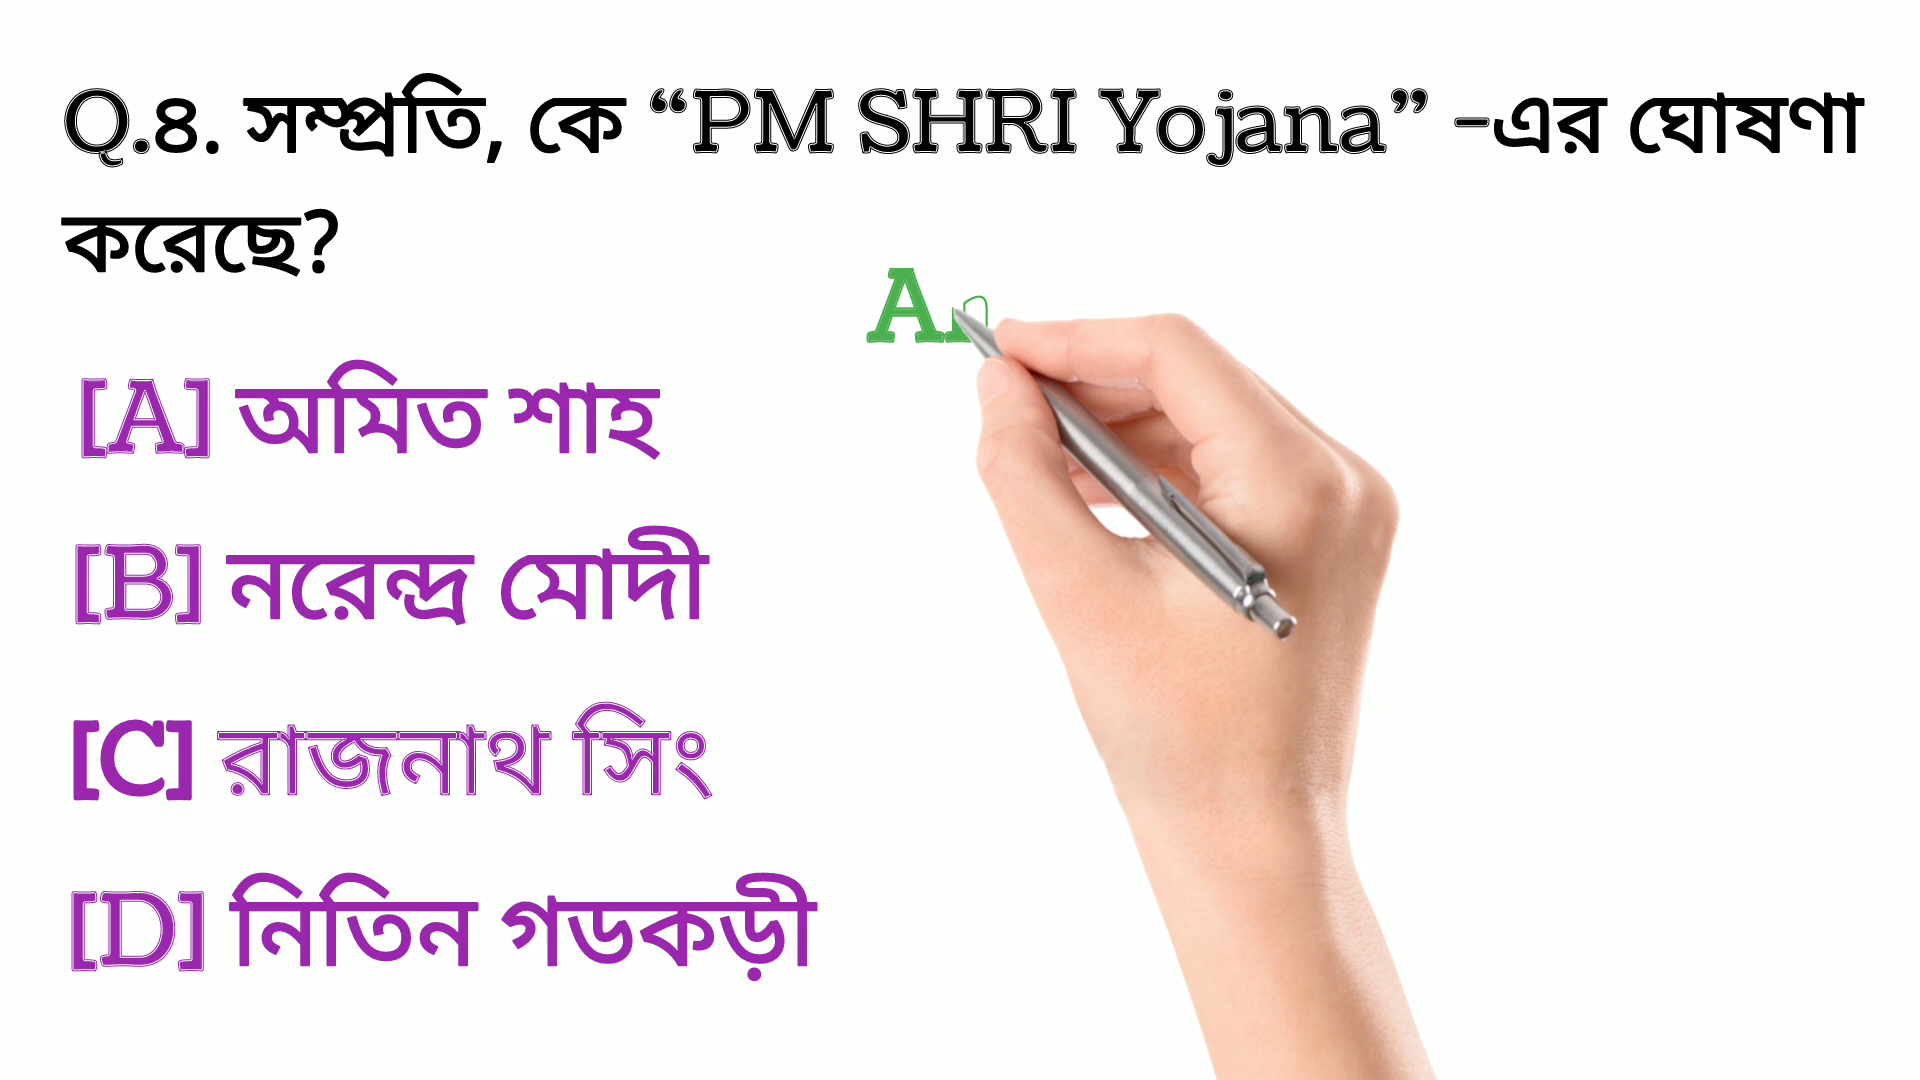 Q.৪. সম্প্রতি, কে “PM SHRI Yojana” -এর ঘোষণা
করেছে?
A
[A] অমিত শাহ
[B] নরেন্দ্র মোদী
[C] রাজনাথ সিং
[D] নিতিন গডকড়ী